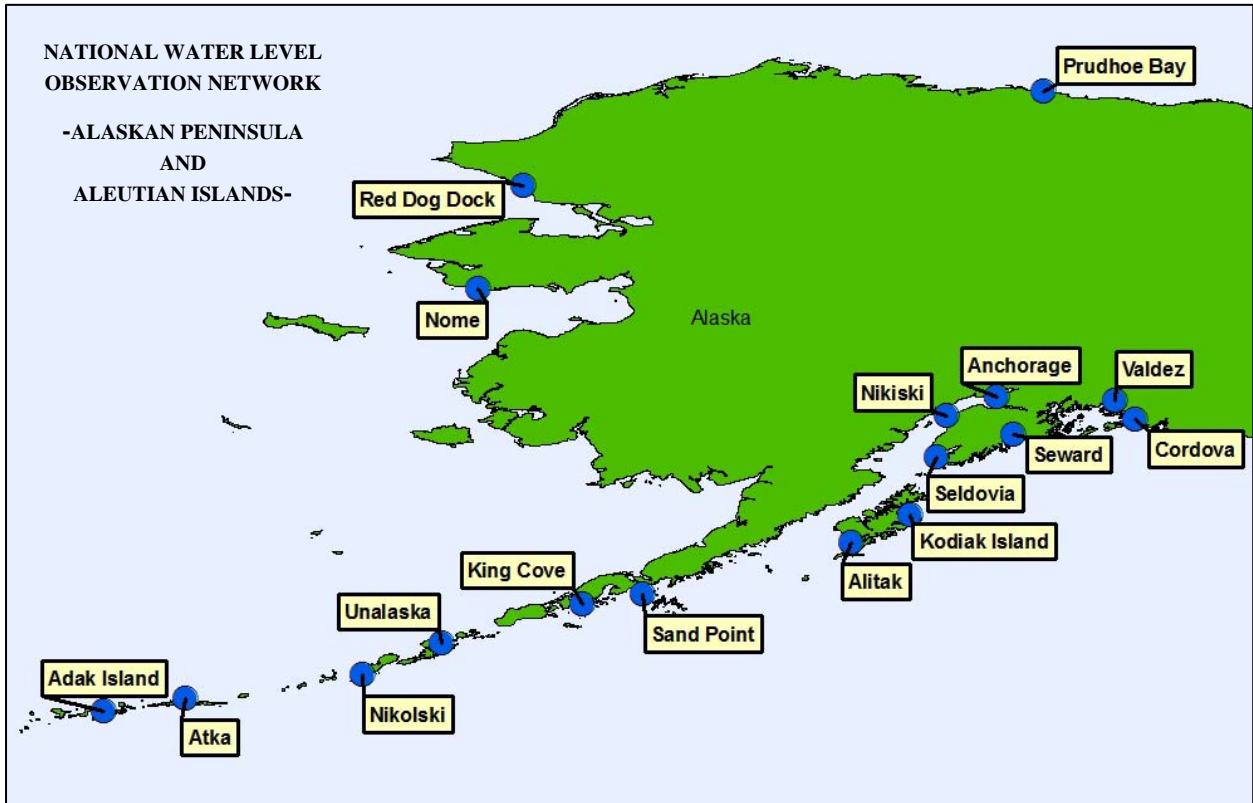 NATIONAL WATER LEVEL
OBSERVATION NETWORK
-ALASKAN PENINSULA
AND
ALEUTIAN ISLANDS-
Prudhoe Bay
Red Dog Dock
Nome
Alaska
Anchorage
Valdez
Nikiski
Cordova
Seward
Seldovia
Kodiak Island
Alitak
King Cove
Sand Point
Unalaska
Adak Island
Nikolski
Atka